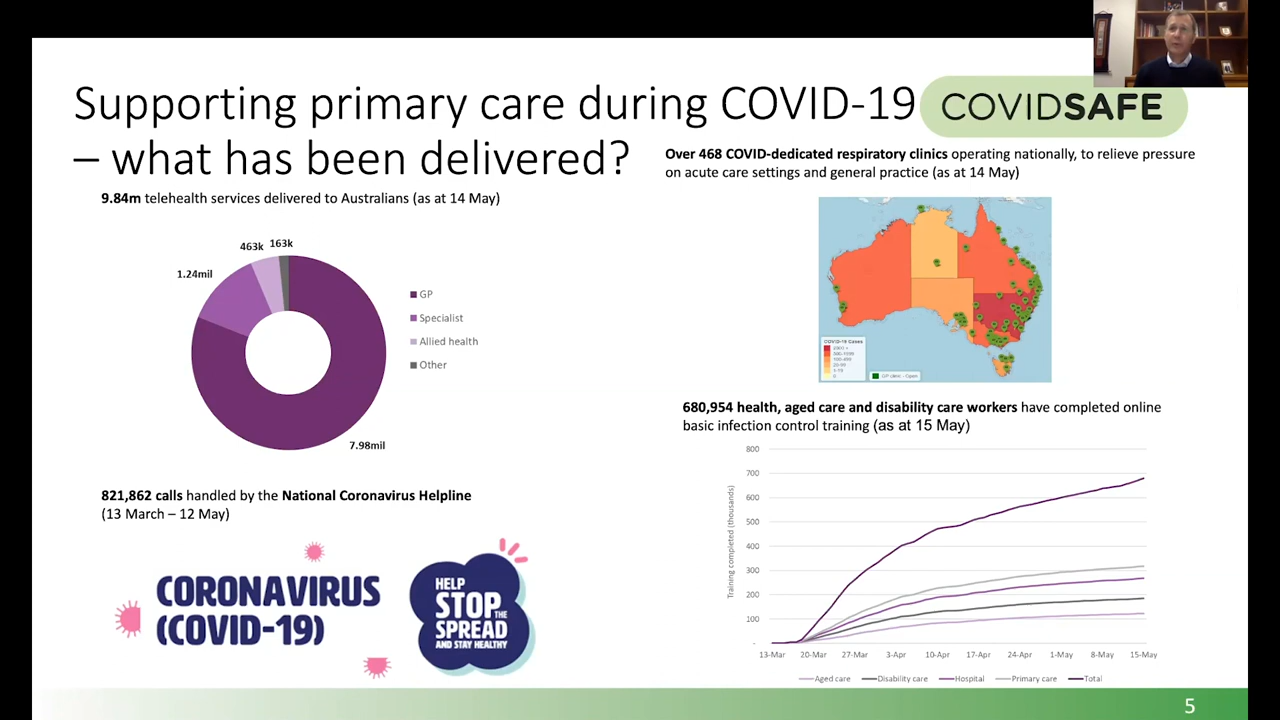 Supporting primary care during COVID-19
– what has been delivered?
COVIDSAFE
9.84m telehealth services delivered to Australians (as at 14 May)
463k
163k
1.24mil
7.98mil
GP
Specialist
Allied health
Other
821,862 calls handled by the National Coronavirus Helpline
(13 March – 12 May)
CORONAVIRUS
(COVID-19)
HELP
STOP THE
SPREAD
AND STAY HEALTHY
Over 468 COVID-dedicated respiratory clinics operating nationally, to relieve pressure
on acute care settings and general practice (as at 14 May)
COVID-19 Cases
GP clinic - Open
680,954 health, aged care and disability care workers have completed online
basic infection control training (as at 15 May)
Training completed (thousands)
800
700
600
500
400
300
200
100
-
13-Mar 20-Mar 27-Mar 3-Apr 10-Apr 17-Apr 24-Apr 1-May 8-May 15-May
Aged care Disability care Hospital Primary care Total
5